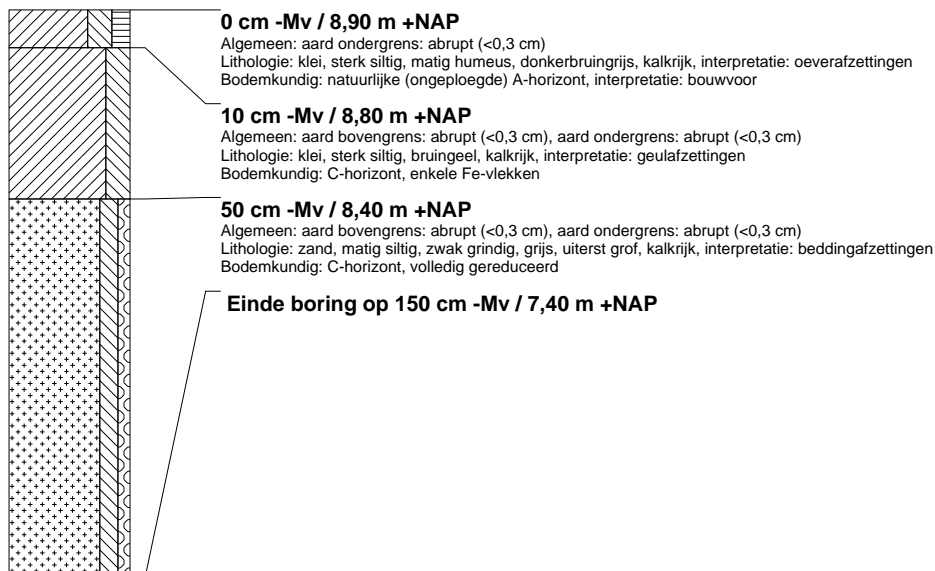 0 cm -Mv / 8,90 m +NAP
Algemeen: aard ondergrens: abrupt (<0,3 cm)
Lithologie: klei, sterk siltig, matig humeus, donkerbruingrijs, kalkrijk, interpretatie: oeverafzettingen
Bodemkundig: natuurlijke (ongeploegde) A-horizont, interpretatie: bouwvoor
10 cm -Mv / 8,80 m +NAP
Algemeen: aard bovengrens: abrupt (<0,3 cm), aard ondergrens: abrupt (<0,3 cm)
Lithologie: klei, sterk siltig, bruingeel, kalkrijk, interpretatie: geulafzettingen
Bodemkundig: C-horizont, enkele Fe-vlekken
50 cm -Mv / 8,40 m +NAP
Algemeen: aard bovengrens: abrupt (<0,3 cm), aard ondergrens: abrupt (<0,3 cm)
Lithologie: zand, matig siltig, zwak grindig, grijs, uiterst grof, kalkrijk, interpretatie: beddingafzettingen
Bodemkundig: C-horizont, volledig gereduceerd
Einde boring op 150 cm -Mv / 7,40 m +NAP